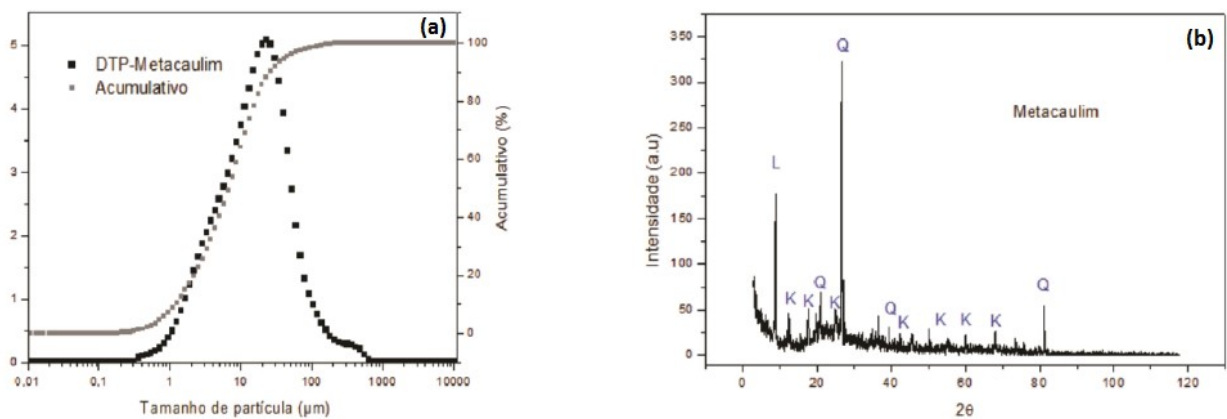 (a)
DTP-Metacaulim
Acumulativo
5
4
3
2
1
0
100
80
60
40
20
0
Acumulativo (%)
0,01 0,1 1 10 100 1000 10000
Tamanho de partícula (µm)
(b)
Metacaulim
350
300
250
200
150
100
50
0
Intensidade (a.u)
L
K
K
Q
K
Q
Q
K
K
K
K
Q
0 20 40 60 80 100 120
2θ